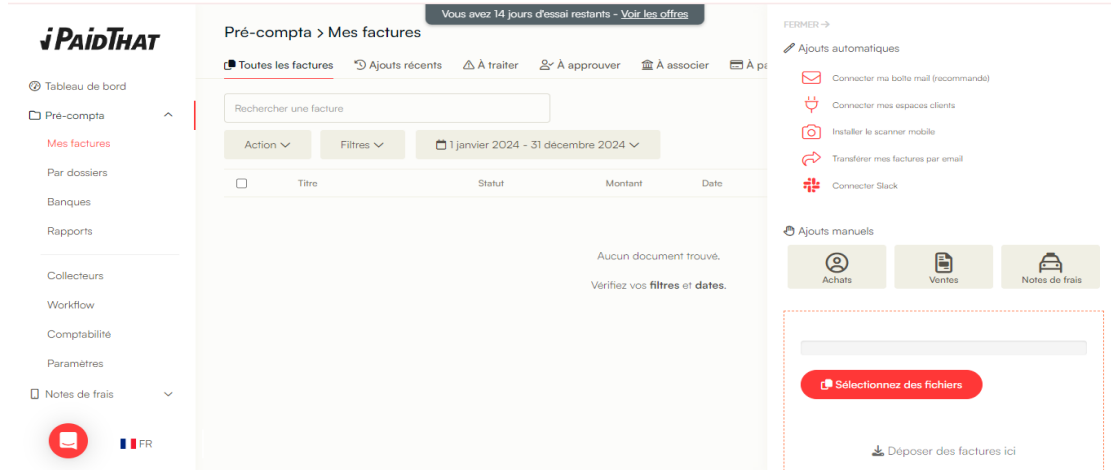 Vous avez 14 jours d'essai restants - Voir les offres
iPaidThat
Tableau de bord
Pré-compta
Mes factures
Par dossiers
Banques
Rapports
Collecteurs
Workflow
Comptabilité
Paramètres
Notes de frais
FR
Pré-compta > Mes factures
Toutes les factures Ajouts récents À traiter À approuver À associer À pa
Rechercher une facture
Action Filtres 1 janvier 2024 - 31 décembre 2024
Titre Statut Montant Date
Aucun document trouvé.
Vérifiez vos filtres et dates.
FERMER →
Ajouts automatiques
Connecter ma boîte mail (recommandé)
Connecter mes espaces clients
Installer le scanner mobile
Transférer mes factures par email
Connecter Slack
Ajouts manuels
Achats Ventes Notes de frais
Sélectionnez des fichiers
Déposer des factures ici